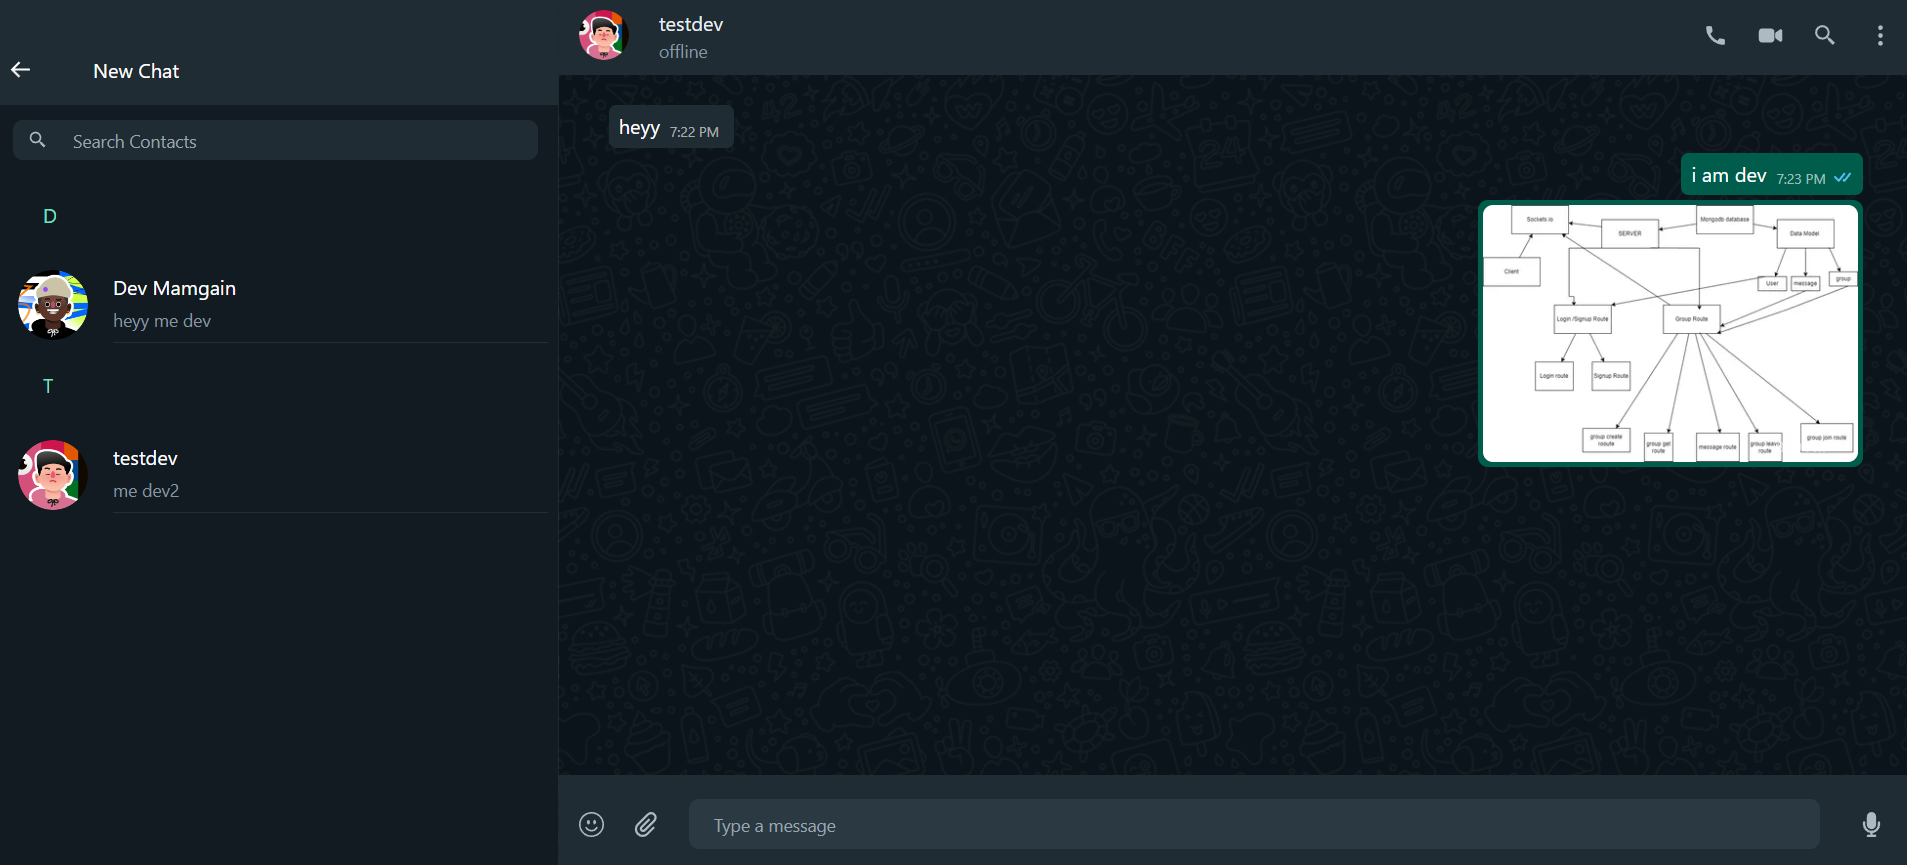 New Chat
Search Contacts
D
Dev Mamgain
heyy me dev
T
testdev
me dev2
testdev
offline
heyy 7:22 PM
i am dev 7:23 PM
Sockets io
SERVER
Mongodb database
Data Model
Client
User
message
group
Login /Signup Route
Group Route
Login route
Signup Route
group create
group get
route
message route
group leave
route
group join route
Type a message